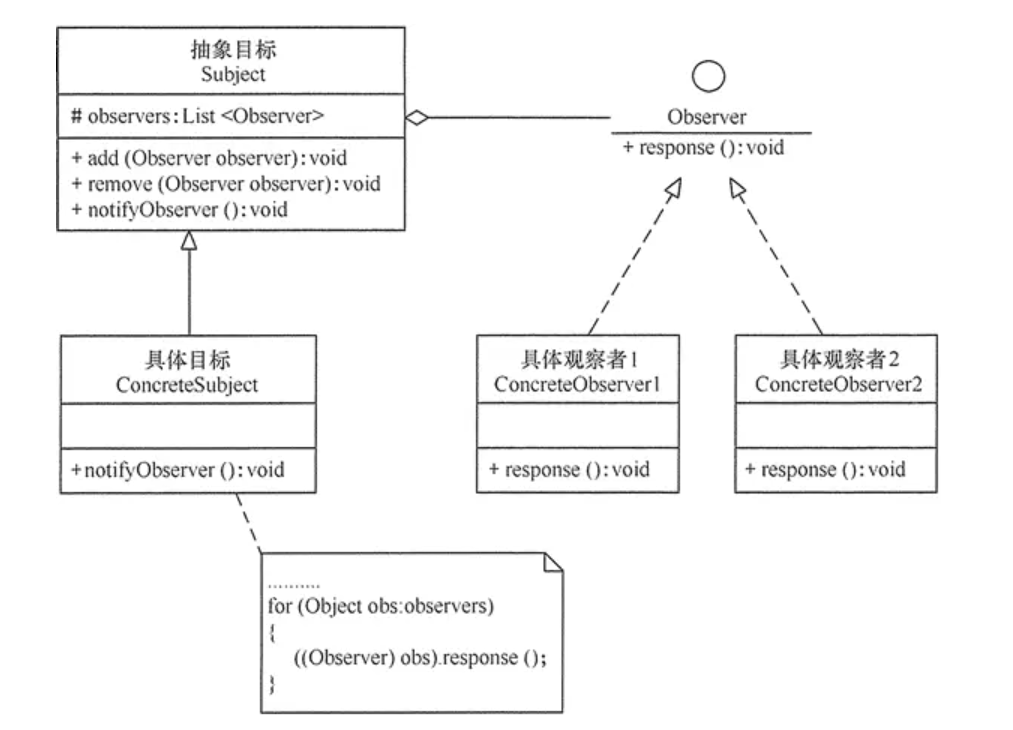 抽象目标
Subject
# observers:List <Observer>
+ add (Observer observer):void
+ remove (Observer observer):void
+ notifyObserver ():void
Observer
+ response ():void
具体目标
ConcreteSubject
+notifyObserver ():void
具体观察者1
ConcreteObserver1
+ response ():void
具体观察者2
ConcreteObserver2
+ response ():void
..........
for (Object obs:observers)
{
((Observer) obs).response ();
}